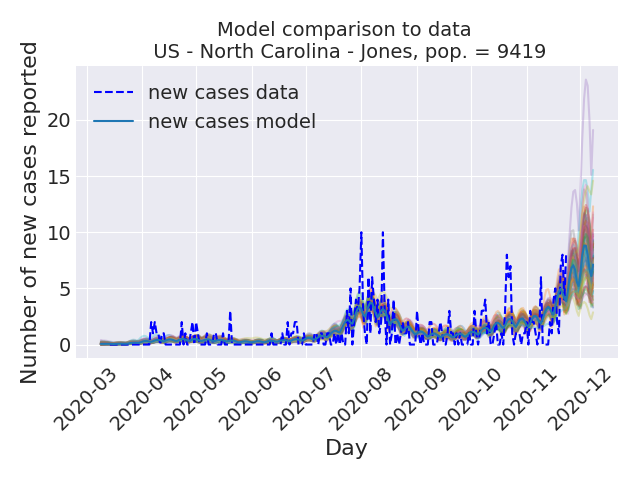 Model comparison to data
US - North Carolina - Jones, pop. = 9419
Number of new cases reported
new cases data
new cases model
20
15
10
5
0
2020-03
2020-04
2020-05
2020-06
2020-07
2020-08
2020-09
2020-10
2020-11
2020-12
Day